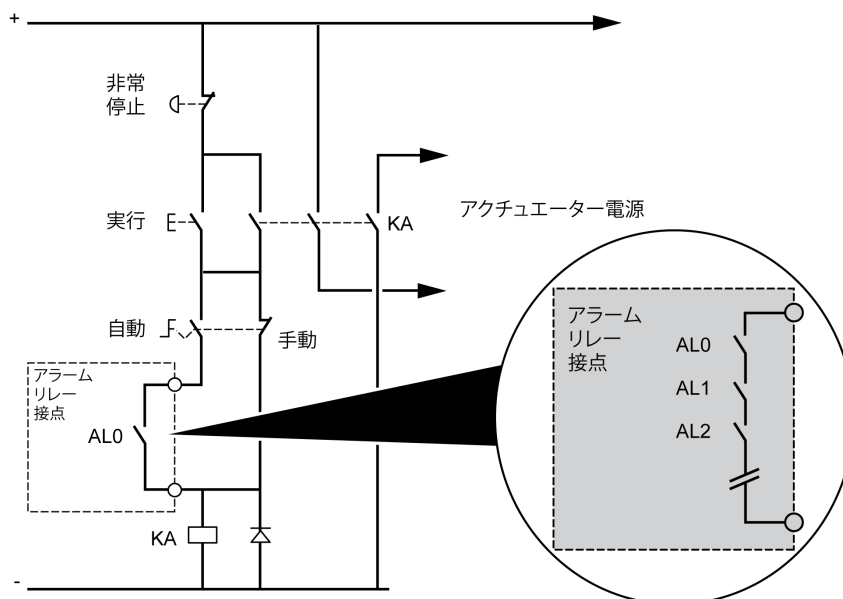 +
非常
停止
実行
KA
アクチュエーター電源
自動
手動
アラーム
リレー
接点
AL0
KA
-
アラーム
リレー
接点
AL0
AL1
AL2